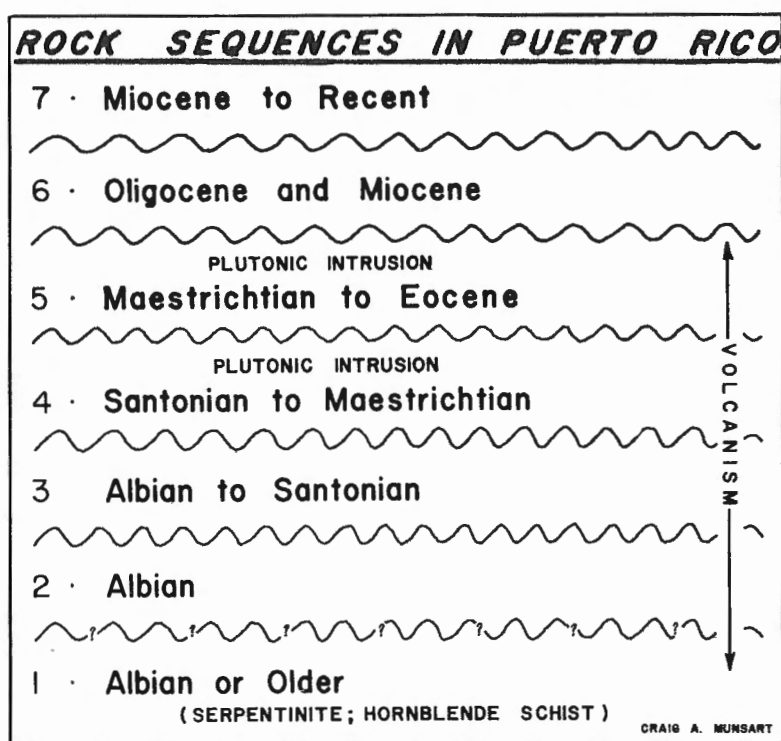 ROCK SEQUENCES IN PUERTO RICO
7 · Miocene to Recent
6 · Oligocene and Miocene
PLUTONIC INTRUSION
5 · Maestrichtian to Eocene
PLUTONIC INTRUSION
4 · Santonian to Maestrichtian
VOLCANISM
3 Albian to Santonian
2 · Albian
? ? ? ? ? ? ?
1 · Albian or Older
(SERPENTINITE; HORNBLENDE SCHIST)
CRAIG A. MUNSART